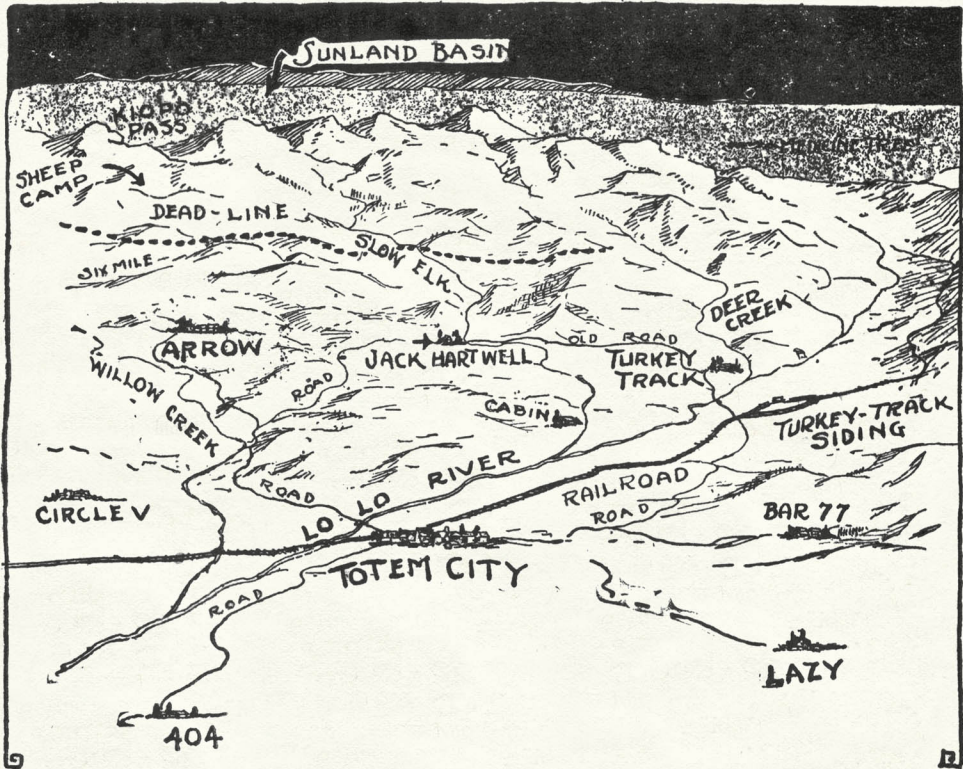 SUNLAND BASIN
KIOPO
PASS
MEDICINE TREE
SHEEP
CAMP
DEAD-LINE
SLOW ELK
SIX MILE
DEER
CREEK
ARROW
JACK HARTWELL
OLD ROAD
TURKEY
TRACK
WILLOW CREEK
ROAD
CABIN
TURKEY-TRACK
SIDING
CIRCLE V
ROAD
LO LO RIVER
RAILROAD
ROAD
BAR 77
TOTEM CITY
ROAD
LAZY
404